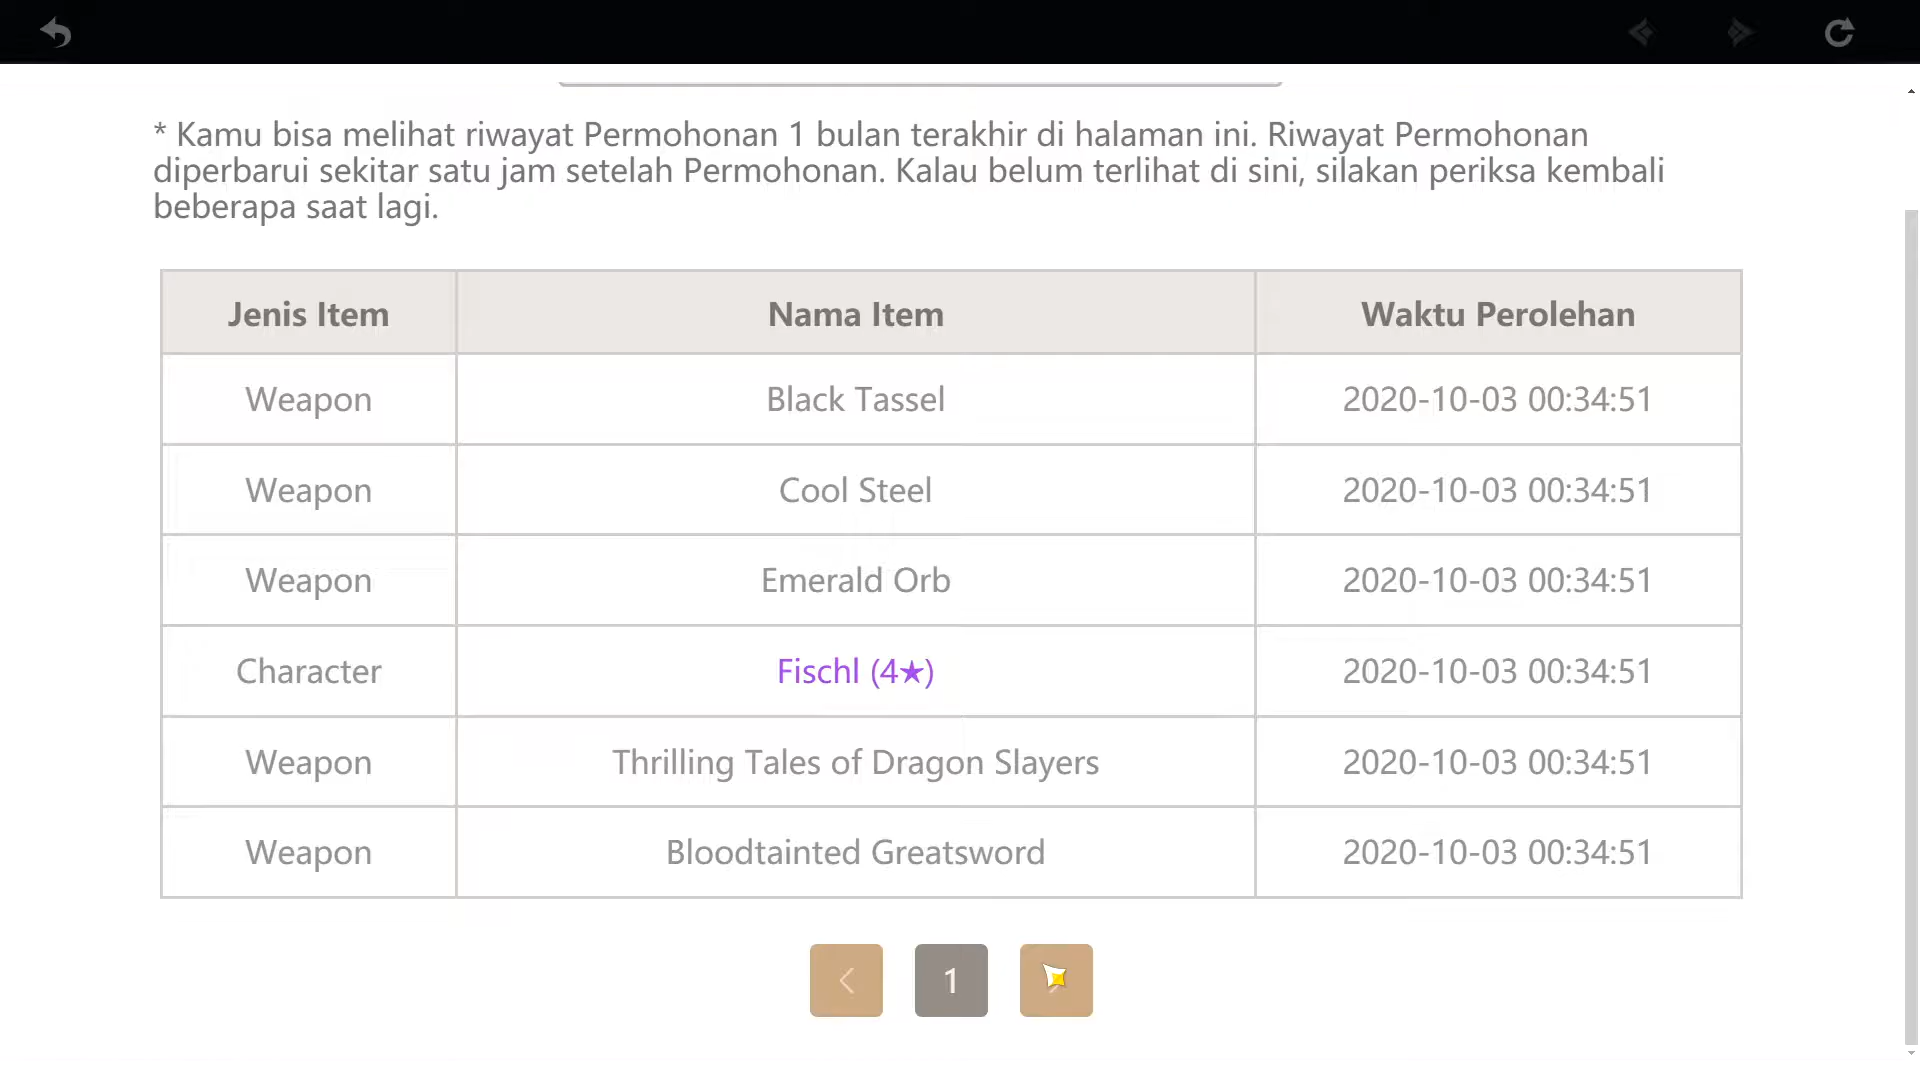 * Kamu bisa melihat riwayat Permohonan 1 bulan terakhir di halaman ini. Riwayat Permohonan
diperbarui sekitar satu jam setelah Permohonan. Kalau belum terlihat di sini, silakan periksa kembali
beberapa saat lagi.
Jenis Item Nama Item Waktu Perolehan
Weapon Black Tassel 2020-10-03 00:34:51
Weapon Cool Steel 2020-10-03 00:34:51
Weapon Emerald Orb 2020-10-03 00:34:51
Character Fischl (4★) 2020-10-03 00:34:51
Weapon Thrilling Tales of Dragon Slayers 2020-10-03 00:34:51
Weapon Bloodtainted Greatsword 2020-10-03 00:34:51
1